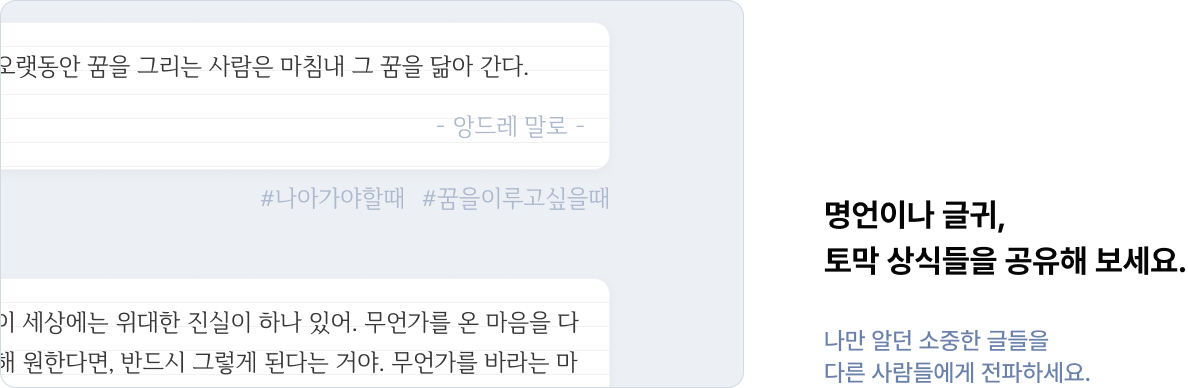 오랫동안 꿈을 그리는 사람은 마침내 그 꿈을 닮아 간다.
- 앙드레 말로 -
#나아가야할때 #꿈을이루고싶을때
이 세상에는 위대한 진실이 하나 있어. 무언가를 온 마음을 다
해 원한다면, 반드시 그렇게 된다는 거야. 무언가를 바라는 마
명언이나 글귀,
토막 상식들을 공유해 보세요.
나만 알던 소중한 글들을
다른 사람들에게 전파하세요.